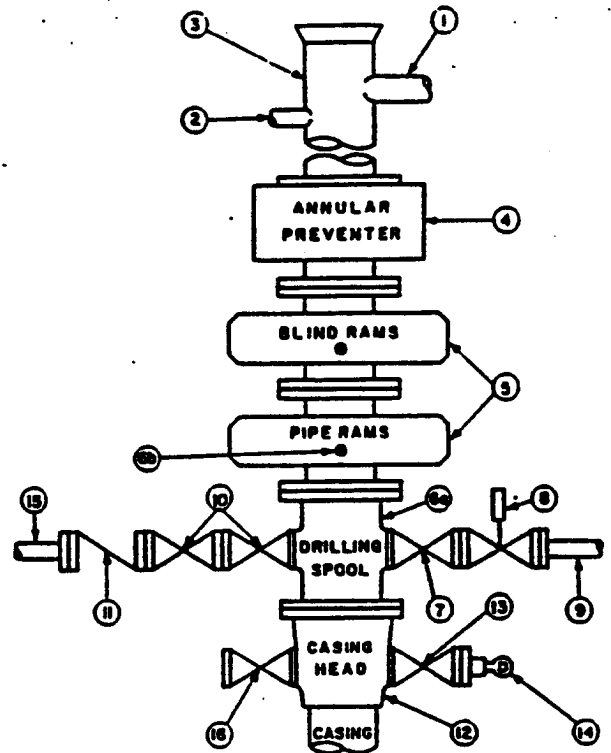 1
3
2
4
ANNULAR
PREVENTER
BLIND RAMS
5
PIPE RAMS
6b
6a
15
10
8
DRILLING
SPOOL
11
7
9
13
CASING
HEAD
16
12
14
CASING